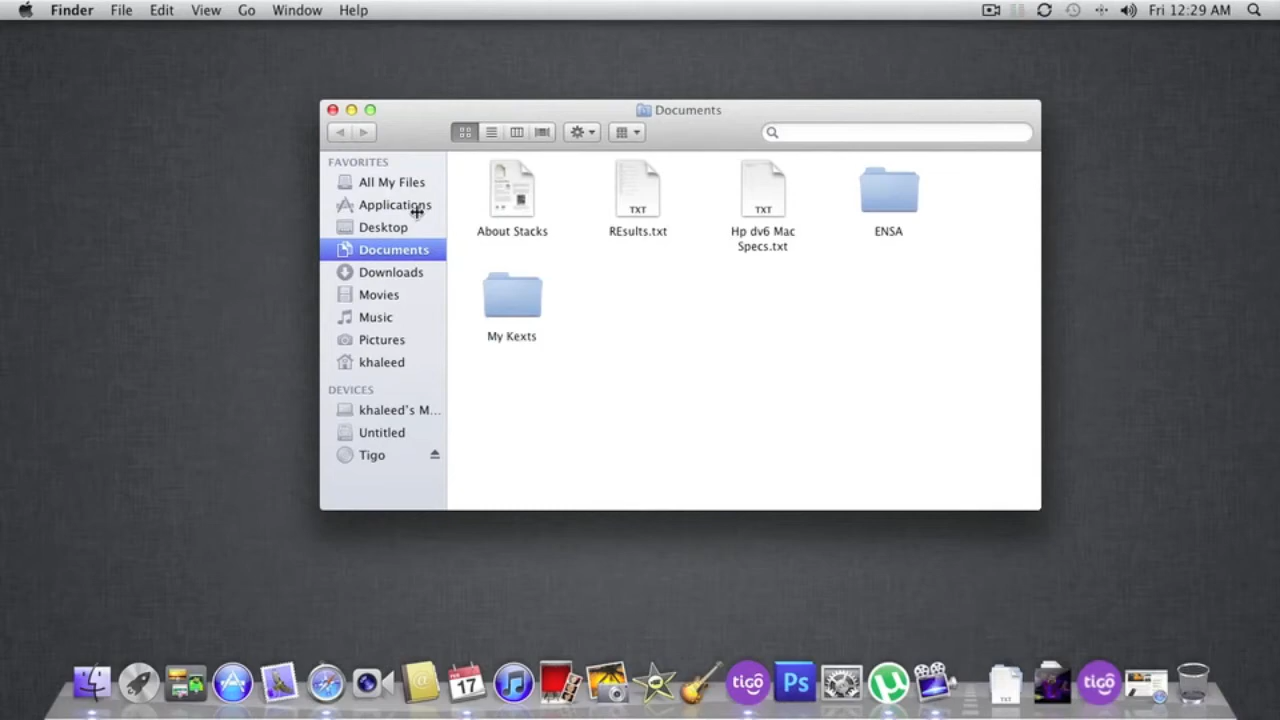 Finder File Edit View Go Window Help Fri 12:29 AM
Documents
FAVORITES
All My Files
Applications
Desktop
Documents
Downloads
Movies
Music
Pictures
khaleed
DEVICES
khaleed's M...
Untitled
Tigo
TXT
TXT
About Stacks
REsults.txt
Hp dv6 Mac
Specs.txt
ENSA
My Kexts
17
tigo
Ps
TXT
tigo